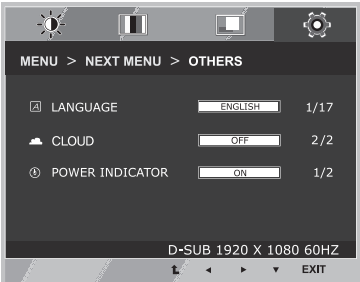 MENU > NEXT MENU > OTHERS
LANGUAGE ENGLISH 1/17
CLOUD OFF 2/2
POWER INDICATOR ON 1/2
D-SUB 1920 X 1080 60HZ
EXIT